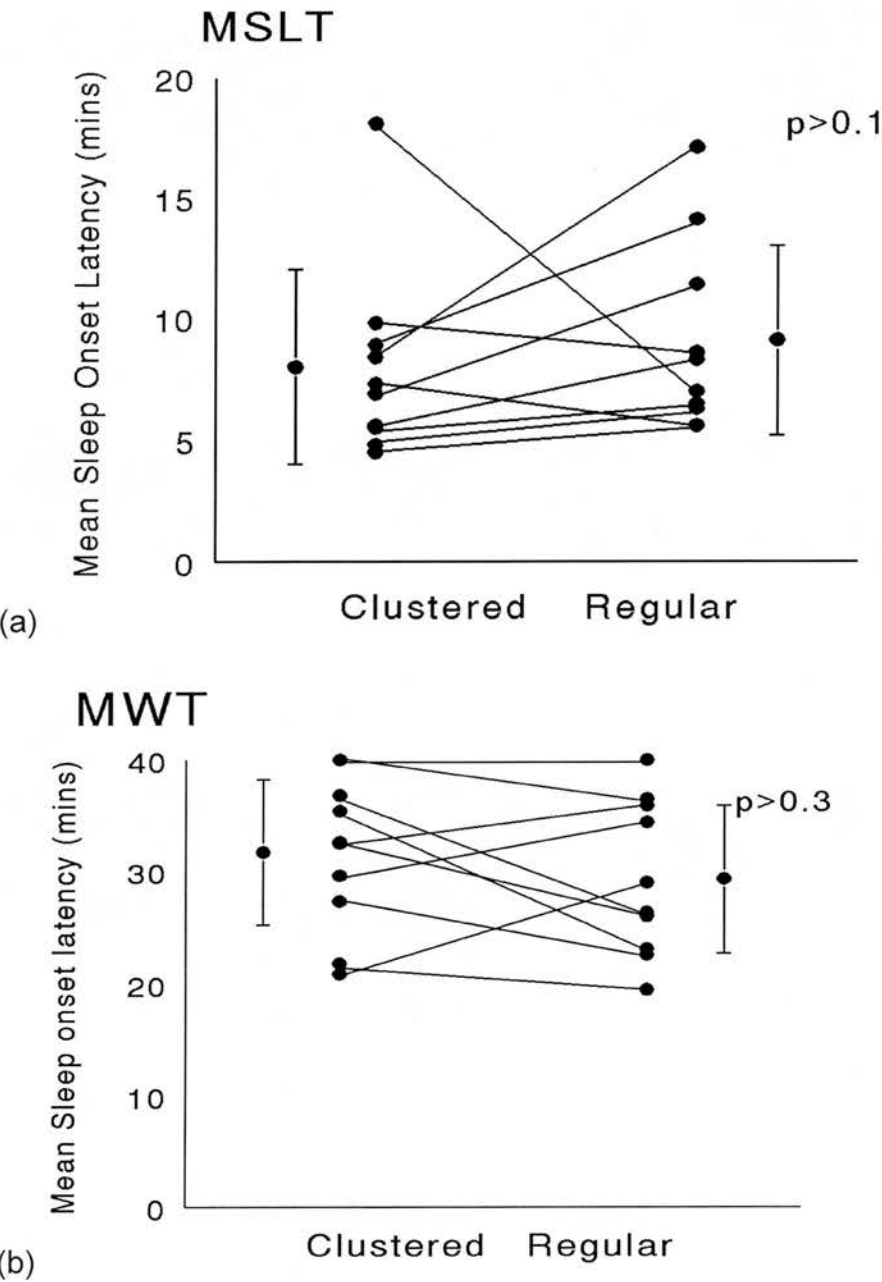 MSLT
Mean Sleep Onset Latency (mins)
20
15
10
5
0
p>0.1
Clustered Regular
(a)
MWT
Mean Sleep onset latency (mins)
40
30
20
10
0
p>0.3
Clustered Regular
(b)